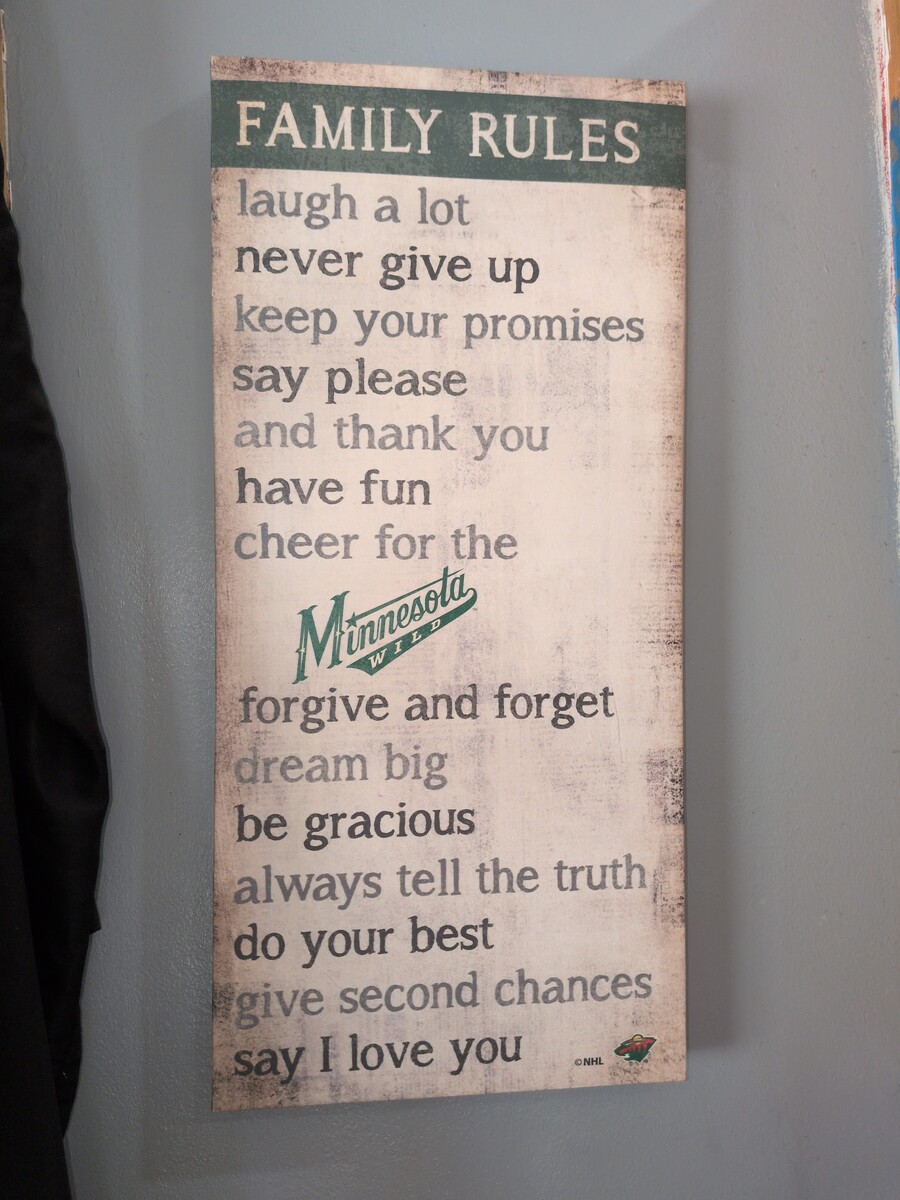 FAMILY RULES
laugh a lot
never give up
keep your promises
say please
and thank you
have fun
cheer for the
Minnesota
WILD
forgive and forget
dream big
be gracious
always tell the truth
do your best
give second chances
say I love you
©NHL